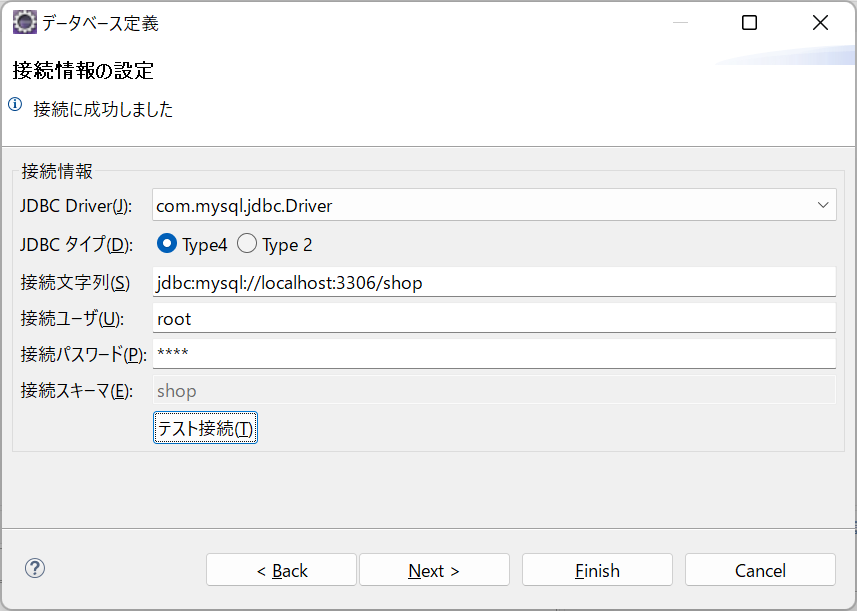 データベース定義
接続情報の設定
接続に成功しました
接続情報
JDBC Driver(J): com.mysql.jdbc.Driver
JDBC タイプ(D): Type4 Type 2
接続文字列(S) jdbc:mysql://localhost:3306/shop
接続ユーザ(U): root
接続パスワード(P): ****
接続スキーマ(E): shop
テスト接続(T)
< Back Next > Finish Cancel